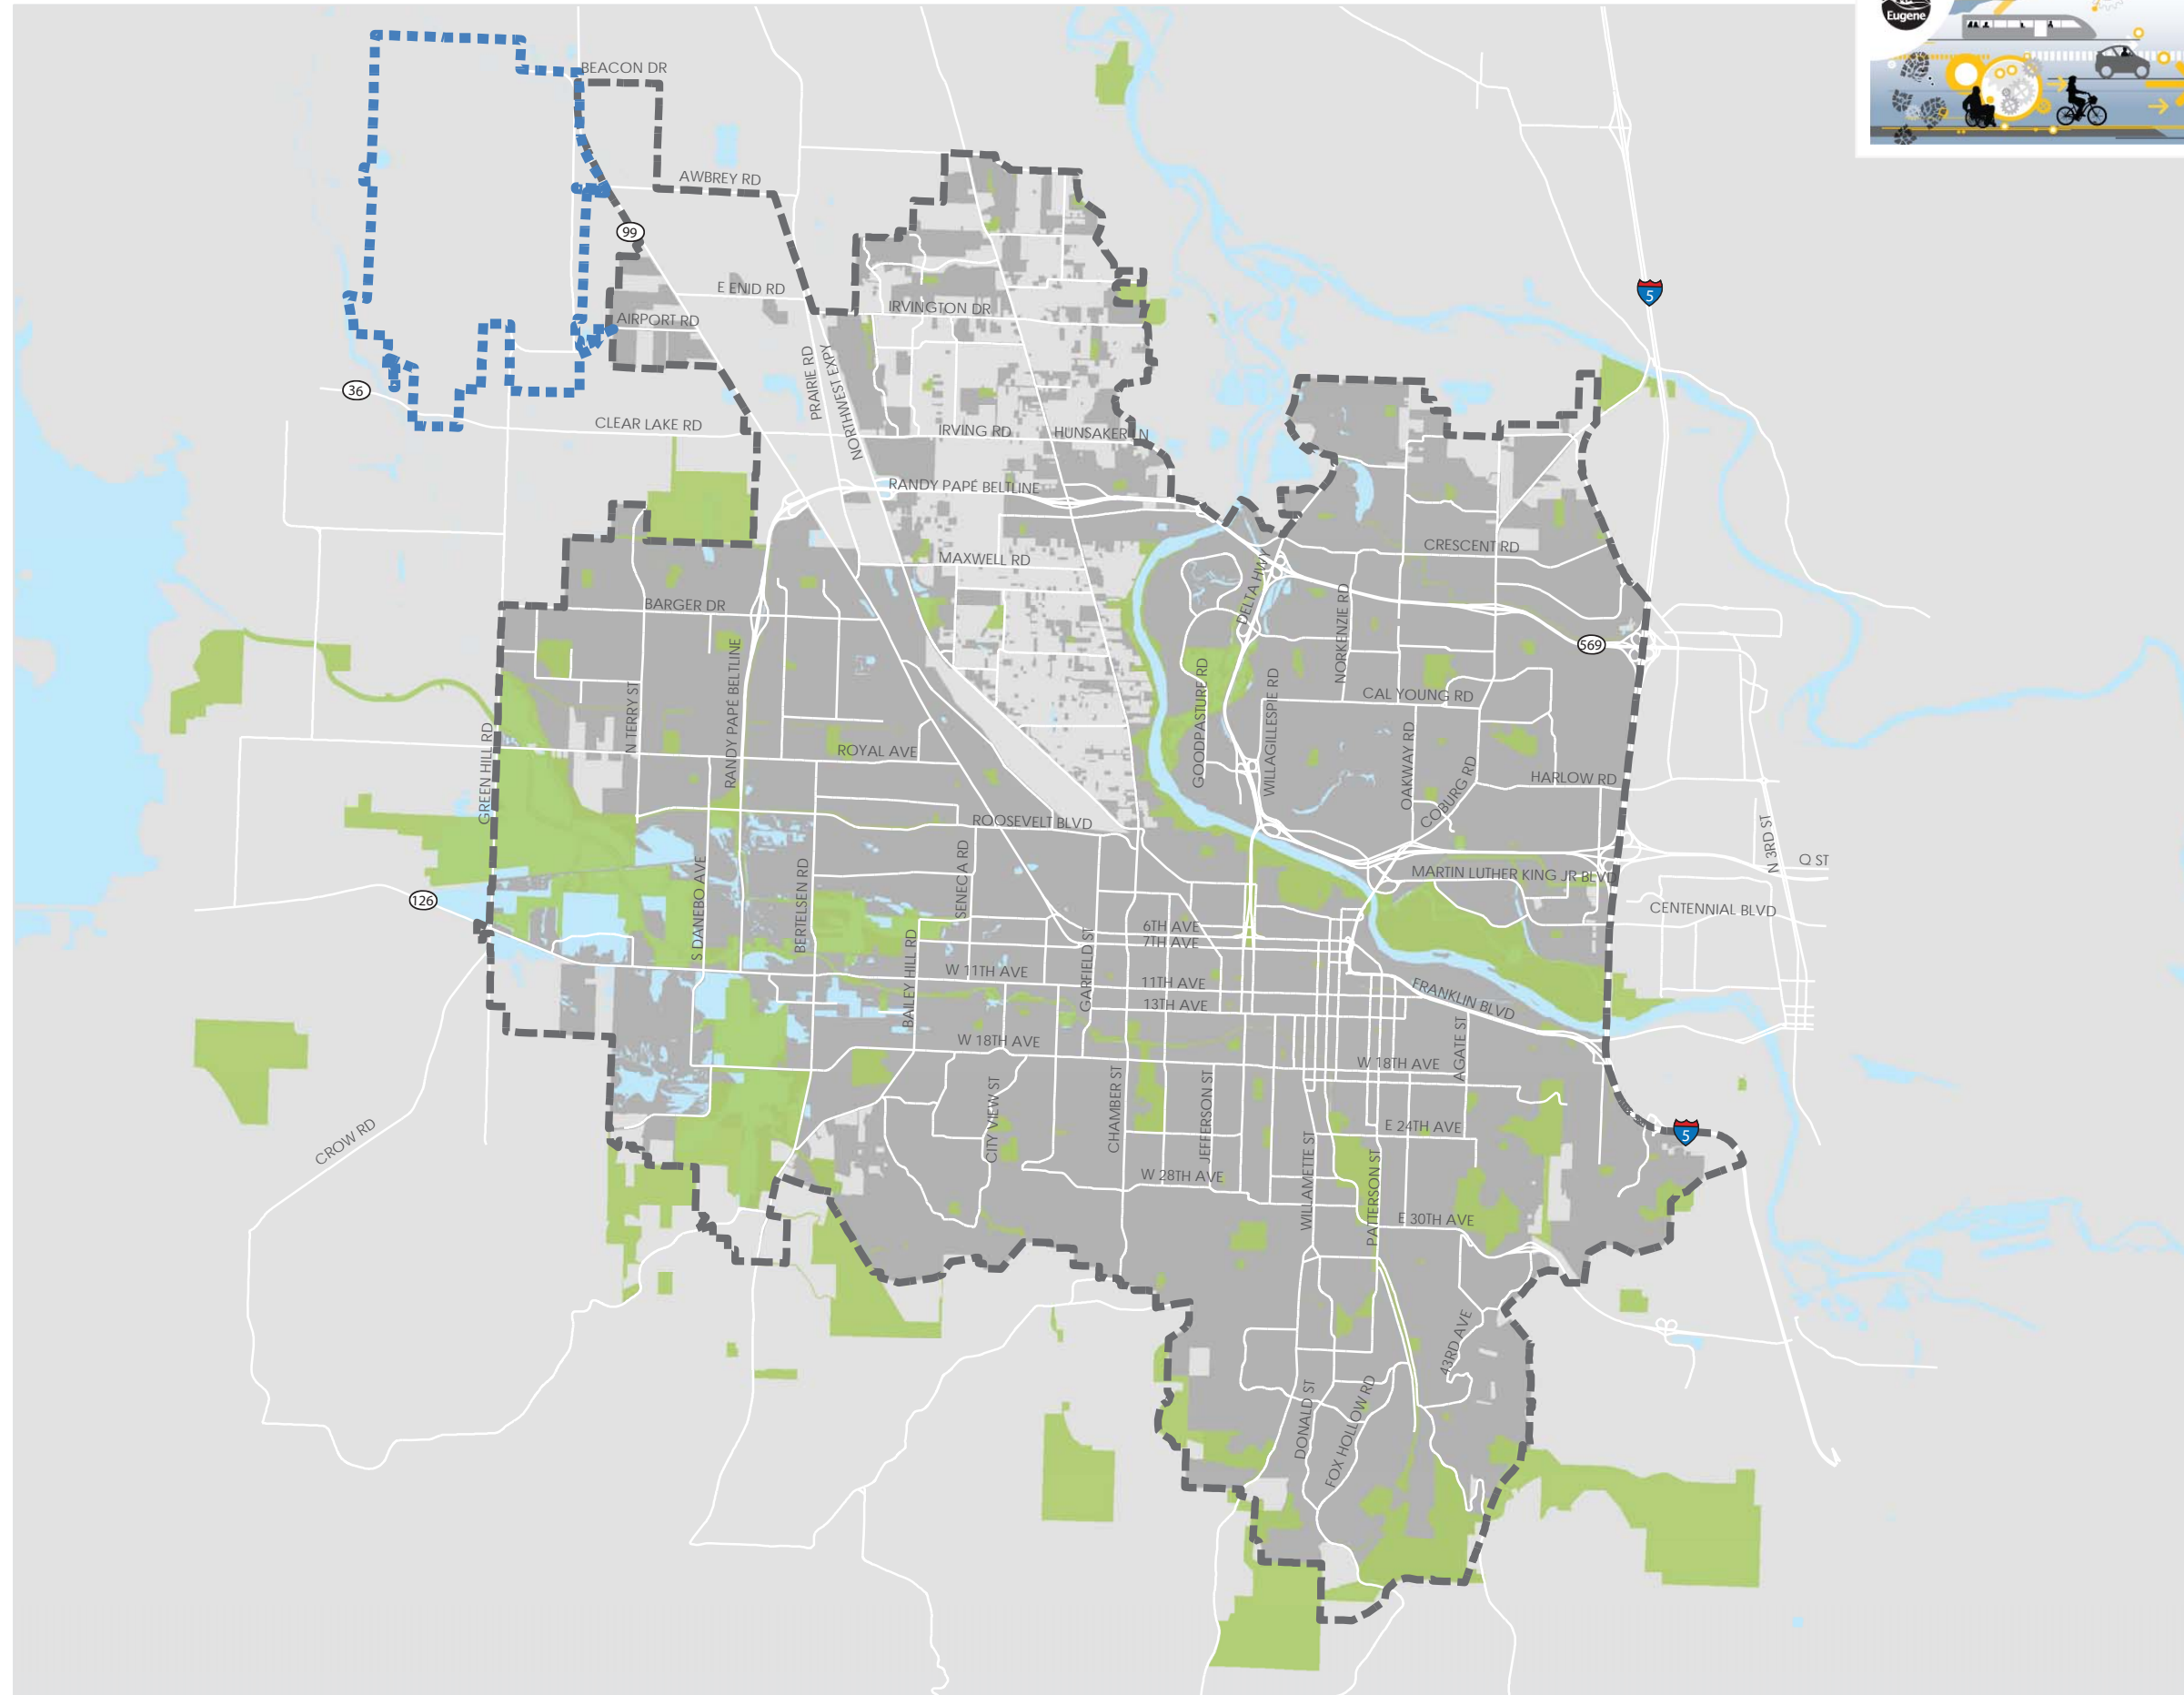 Eugene
BEACON DR
AWBREY RD
99
E ENID RD
5
IRVINGTON DR
AIRPORT RD
PRAIRIE RD
NORTHWEST EXPY
36
CLEAR LAKE RD
IRVING RD
HUNSAKER LN
RANDY PAPÉ BELTLINE
CRESCENT RD
MAXWELL RD
DELTA HWY
BARGER DR
NORKENZIE RD
569
RANDY PAPÉ BELTLINE
GOODPASTURE RD
WILLAGILLESPIE RD
CAL YOUNG RD
N TERRY ST
GREEN HILL RD
ROYAL AVE
OAKWAY RD
COBURG RD
HARLOW RD
ROOSEVELT BLVD
N 3RD ST
Q ST
SENECA RD
S DANEBO AVE
BERTELSEN RD
MARTIN LUTHER KING JR BLVD
126
CENTENNIAL BLVD
6TH AVE
7TH AVE
BAILEY HILL RD
GARFIELD ST
W 11TH AVE
11TH AVE
13TH AVE
FRANKLIN BLVD
W 18TH AVE
W 18TH AVE
AGATE ST
CITY VIEW ST
CHAMBER ST
JEFFERSON ST
E 24TH AVE
5
CROW RD
WILLAMETTE ST
PATTERSON ST
W 28TH AVE
E 30TH AVE
43RD AVE
DONALD ST
FOX HOLLOW RD